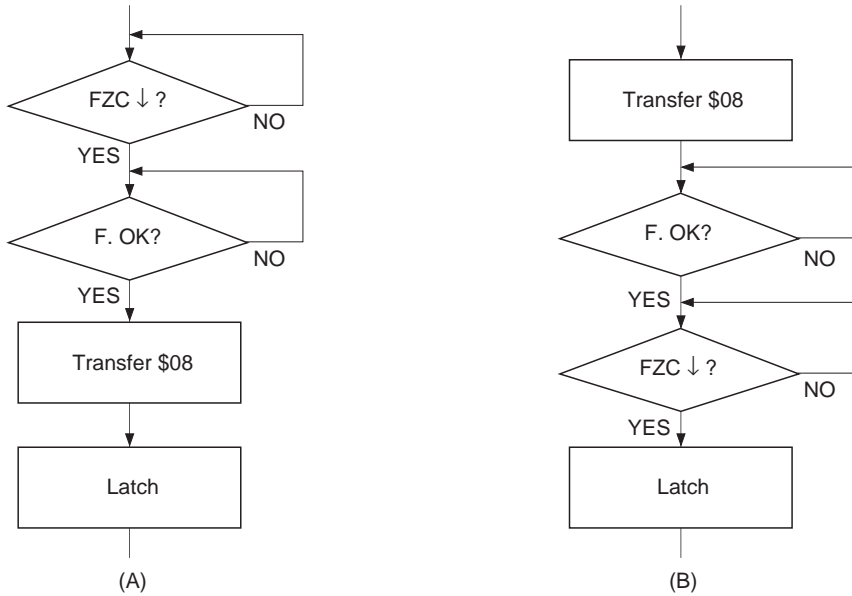 FZC ↓ ?
NO
YES
F. OK?
NO
YES
Transfer $08
Latch
(A)
Transfer $08
F. OK?
NO
YES
FZC ↓ ?
NO
YES
Latch
(B)